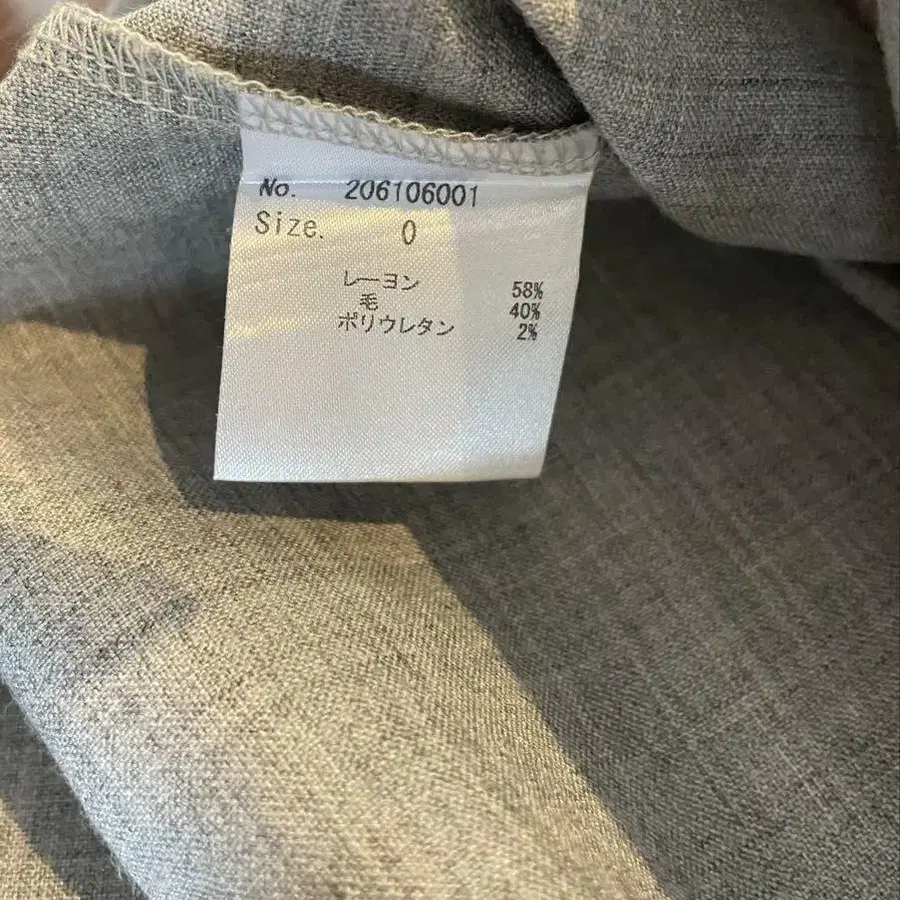 No. 206106001
Size. 0
レーヨン 58%
毛 40%
ポリウレタン 2%